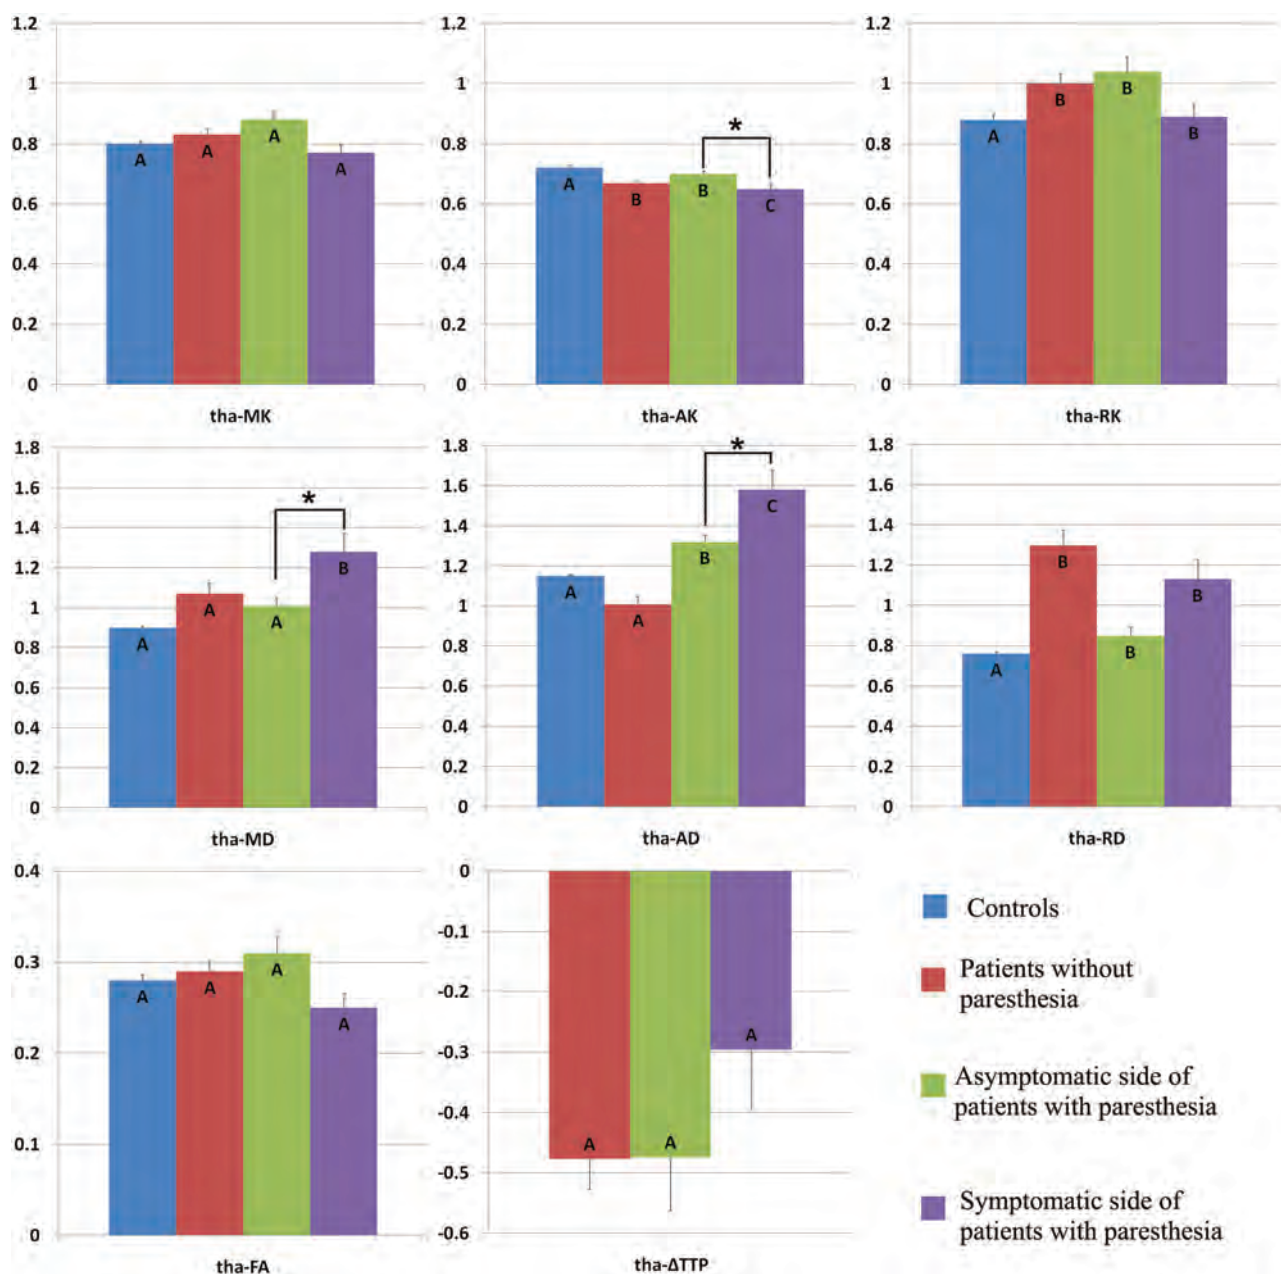 1.2
1
0.8
0.6
0.4
0.2
0
A
A
A
A
tha-MK
1.2
1
0.8
0.6
0.4
0.2
0
*
A
B
B
C
tha-AK
1.2
1
0.8
0.6
0.4
0.2
0
A
B
B
B
tha-RK
1.8
1.6
1.4
1.2
1
0.8
0.6
0.4
0.2
0
*
A
A
A
B
tha-MD
1.8
1.6
1.4
1.2
1
0.8
0.6
0.4
0.2
0
*
A
A
B
C
tha-AD
1.8
1.6
1.4
1.2
1
0.8
0.6
0.4
0.2
0
A
B
B
B
tha-RD
0.4
0.3
0.2
0.1
0
A
A
A
A
tha-FA
0
-0.1
-0.2
-0.3
-0.4
-0.5
-0.6
A
A
A
tha-ΔTTP
Controls
Patients without
paresthesia
Asymptomatic side of
patients with paresthesia
Symptomatic side of
patients with paresthesia